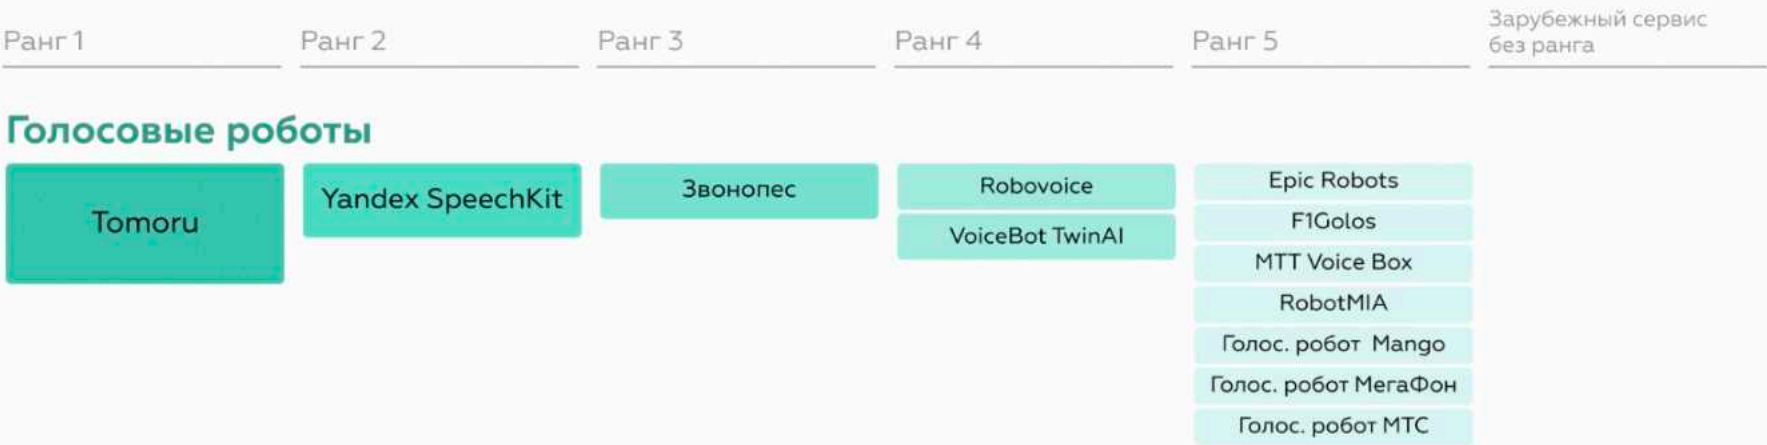 Ранг 1
Ранг 2
Ранг 3
Ранг 4
Ранг 5
Зарубежный сервис
без ранга
Голосовые роботы
Tomoru
Yandex SpeechKit
Звонопес
Robovoice
VoiceBot TwinAI
Epic Robots
F1Golos
MTT Voice Box
RobotMIA
Голос. робот Mango
Голос. робот МегаФон
Голос. робот МТС